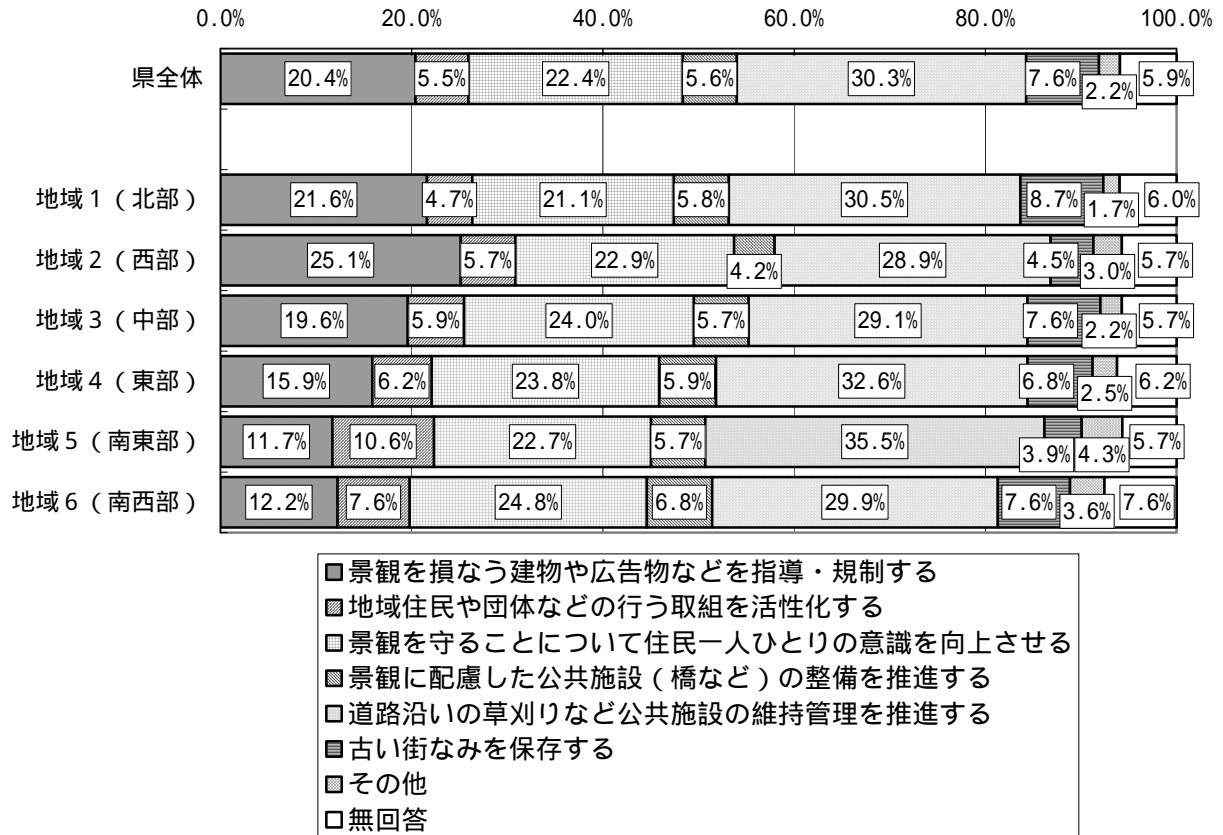 0.0% 20.0% 40.0% 60.0% 80.0% 100.0%
県全体 20.4% 5.5% 22.4% 5.6% 30.3% 7.6% 2.2% 5.9%
地域1（北部） 21.6% 4.7% 21.1% 5.8% 30.5% 8.7% 1.7% 6.0%
地域2（西部） 25.1% 5.7% 22.9% 4.2% 28.9% 4.5% 3.0% 5.7%
地域3（中部） 19.6% 5.9% 24.0% 5.7% 29.1% 7.6% 2.2% 5.7%
地域4（東部） 15.9% 6.2% 23.8% 5.9% 32.6% 6.8% 2.5% 6.2%
地域5（南東部） 11.7% 10.6% 22.7% 5.7% 35.5% 3.9% 4.3% 5.7%
地域6（南西部） 12.2% 7.6% 24.8% 6.8% 29.9% 7.6% 3.6% 7.6%
景観を損なう建物や広告物などを指導・規制する
地域住民や団体などの行う取組を活性化する
景観を守ることについて住民一人ひとりの意識を向上させる
景観に配慮した公共施設（橋など）の整備を推進する
道路沿いの草刈りなど公共施設の維持管理を推進する
古い街なみを保存する
その他
無回答